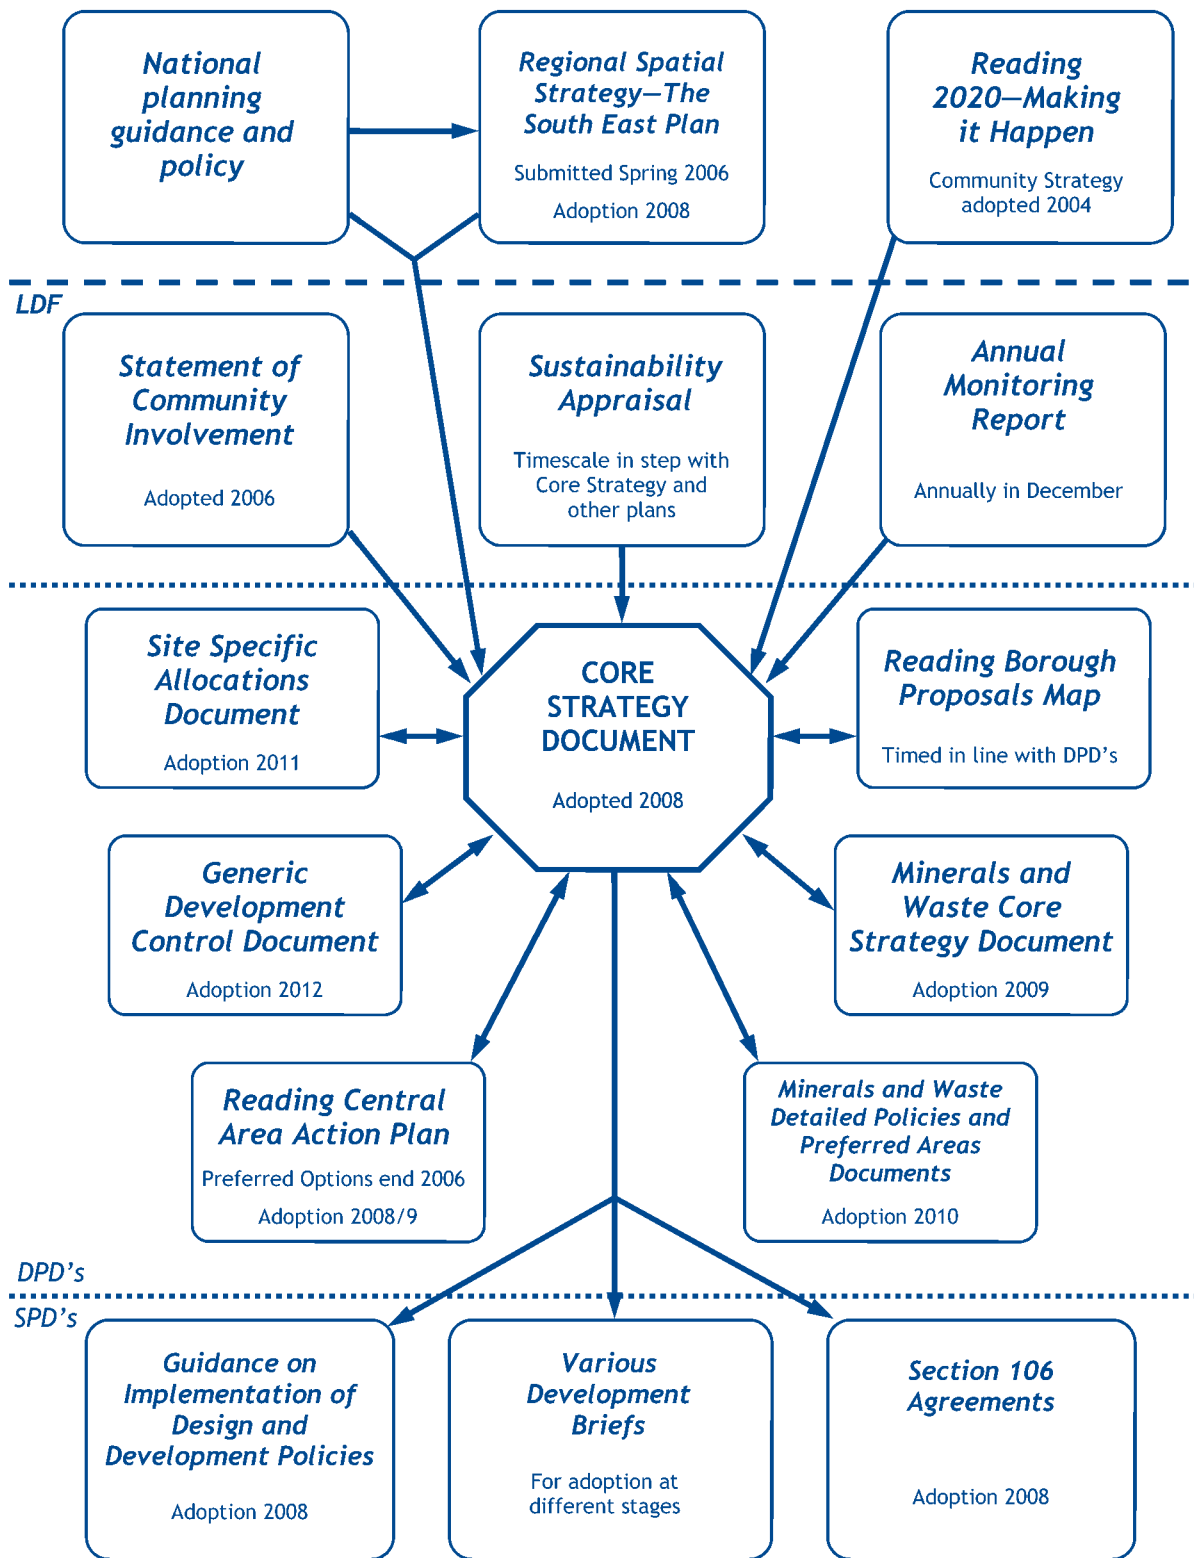 National
planning
guidance and
policy
Regional Spatial
Strategy—The
South East Plan
Submitted Spring 2006
Adoption 2008
Reading
2020—Making
it Happen
Community Strategy
adopted 2004
LDF
Statement of
Community
Involvement
Adopted 2006
Sustainability
Appraisal
Timescale in step with
Core Strategy and
other plans
Annual
Monitoring
Report
Annually in December
Site Specific
Allocations
Document
Adoption 2011
CORE
STRATEGY
DOCUMENT
Adopted 2008
Reading Borough
Proposals Map
Timed in line with DPD's
Generic
Development
Control Document
Adoption 2012
Minerals and
Waste Core
Strategy Document
Adoption 2009
Reading Central
Area Action Plan
Preferred Options end 2006
Adoption 2008/9
Minerals and Waste
Detailed Policies and
Preferred Areas
Documents
Adoption 2010
DPD's
SPD's
Guidance on
Implementation of
Design and
Development Policies
Adoption 2008
Various
Development
Briefs
For adoption at
different stages
Section 106
Agreements
Adoption 2008